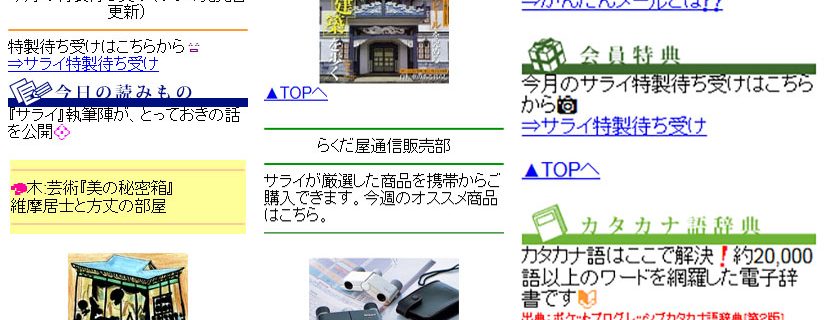 更新）
特製待ち受けはこちらから
⇒サライ特製待ち受け
今日の読みもの
『サライ』執筆陣が、とっておきの話
を公開
木:芸術『美の秘密箱』
維摩居士と方丈の部屋
▲TOPへ
らくだ屋通信販売部
サライが厳選した商品を携帯からご
購入できます。今週のオススメ商品
はこちら。
⇒かんたんメールとは??
会員特典
今月のサライ特製待ち受けはこちら
から
⇒サライ特製待ち受け
▲TOPへ
カタカナ語辞典
カタカナ語はここで解決！約20,000
語以上のワードを網羅した電子辞
書です
出典：ポケットプログレッシブカタカナ語辞典[第2版]